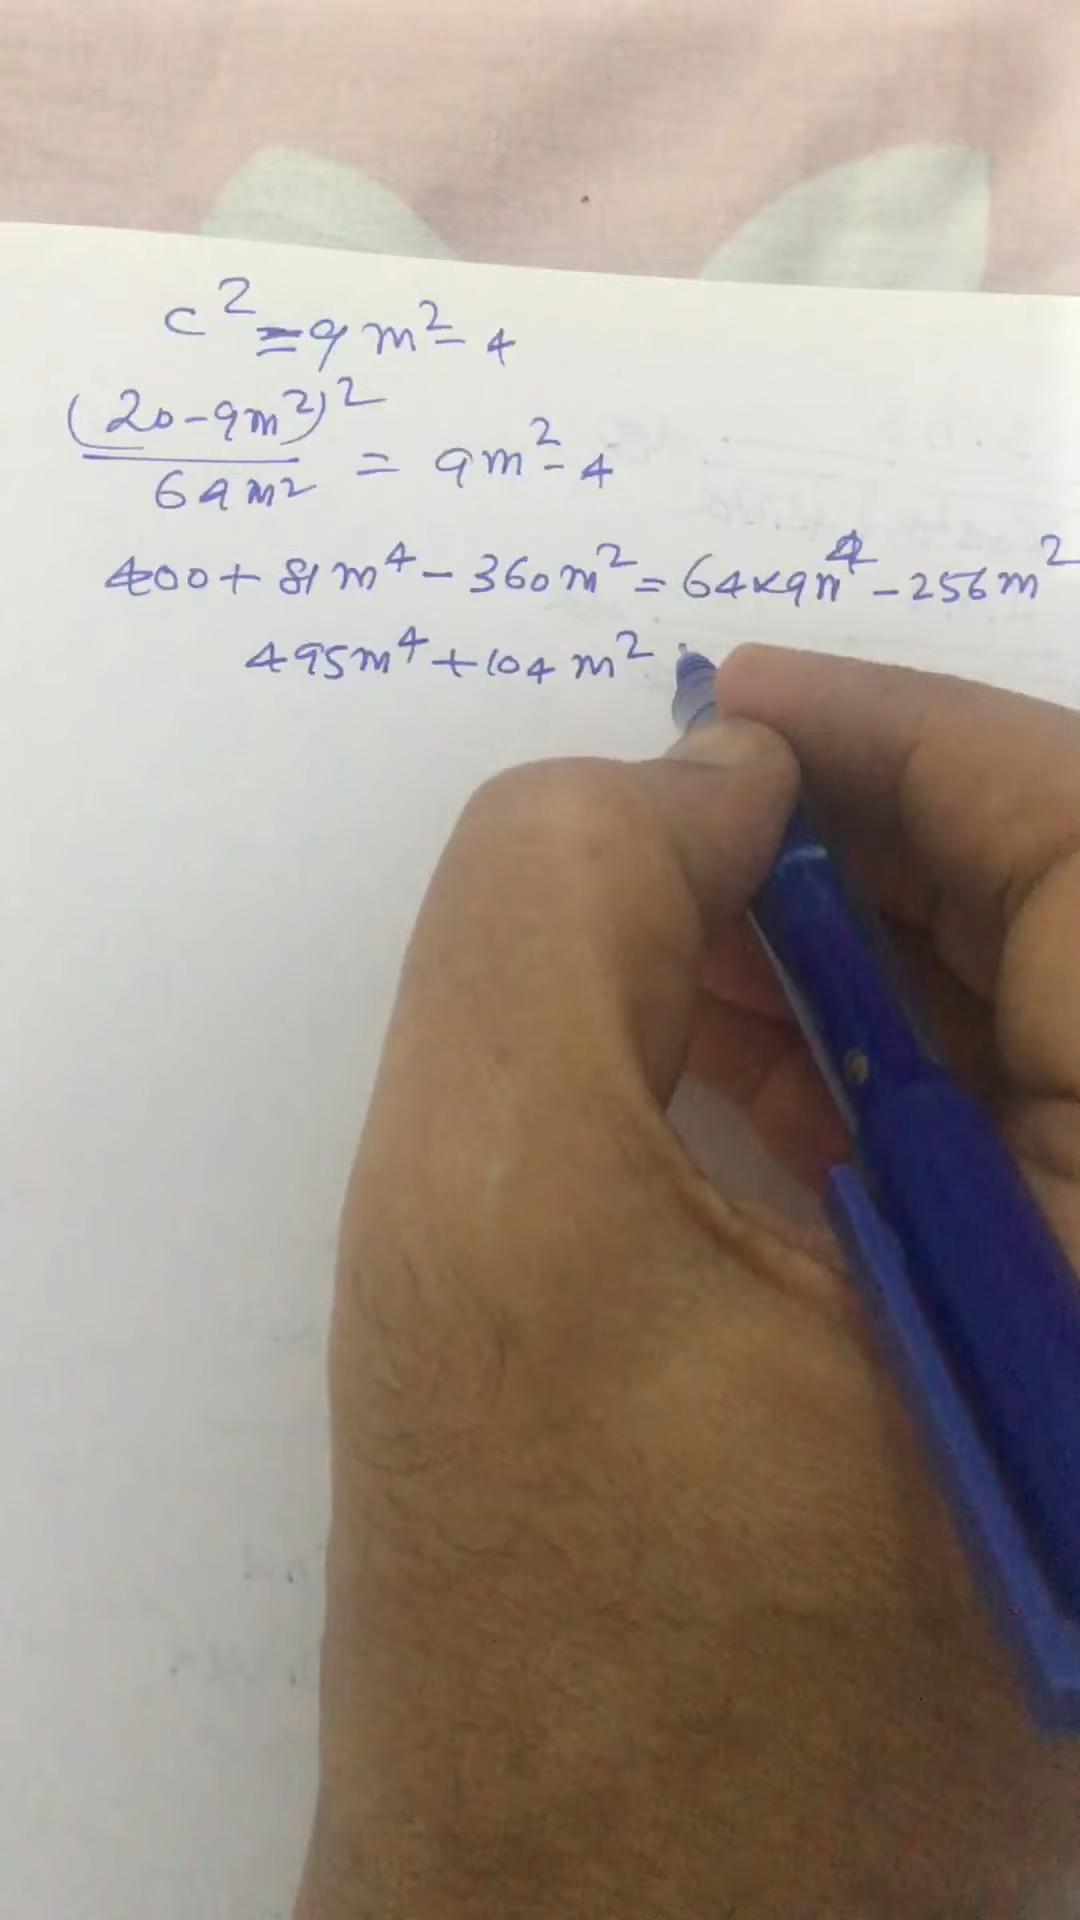 c² = 9m² - 4
(20-9m²)²/64m² = 9m² - 4
400 + 81m⁴ - 360m² = 64×9m⁴ - 256m²
495m⁴ + 104m²